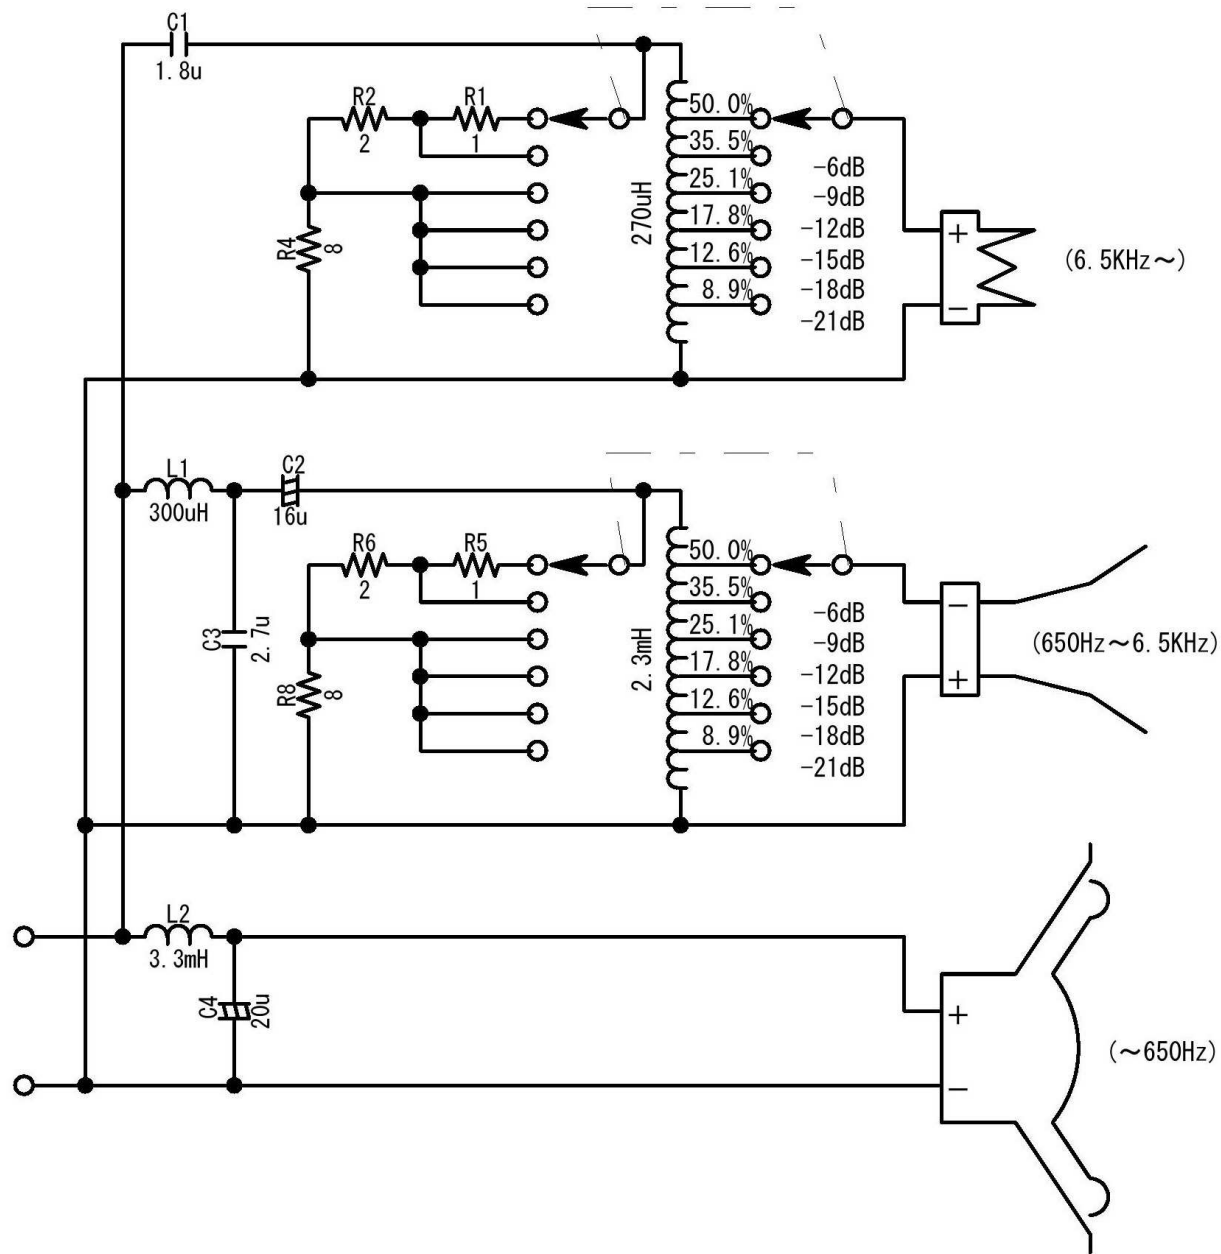 C1
1.8u
R2
R1
2
1
50.0%
35.5%
25.1%
17.8%
12.6%
8.9%
-6dB
-9dB
-12dB
-15dB
-18dB
-21dB
R4
8
270uH
+
−
(6.5KHz～)
L1
300uH
C2
16u
R6
R5
2
1
50.0%
35.5%
25.1%
17.8%
12.6%
8.9%
-6dB
-9dB
-12dB
-15dB
-18dB
-21dB
C3
2.7u
R8
8
2.3mH
−
+
(650Hz～6.5KHz)
L2
3.3mH
C4
20u
+
−
(～650Hz)